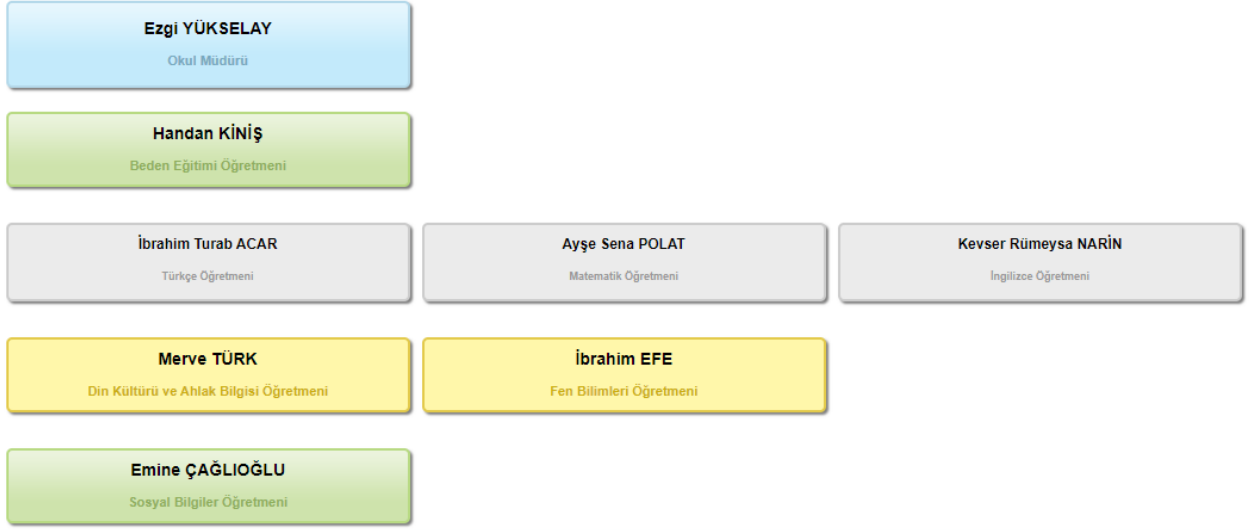 Ezgi YÜKSELAY
Okul Müdürü
Handan KİNİŞ
Beden Eğitimi Öğretmeni
İbrahim Turab ACAR
Türkçe Öğretmeni
Ayşe Sena POLAT
Matematik Öğretmeni
Kevser Rümeysa NARİN
İngilizce Öğretmeni
Merve TÜRK
Din Kültürü ve Ahlak Bilgisi Öğretmeni
İbrahim EFE
Fen Bilimleri Öğretmeni
Emine ÇAĞLIOĞLU
Sosyal Bilgiler Öğretmeni